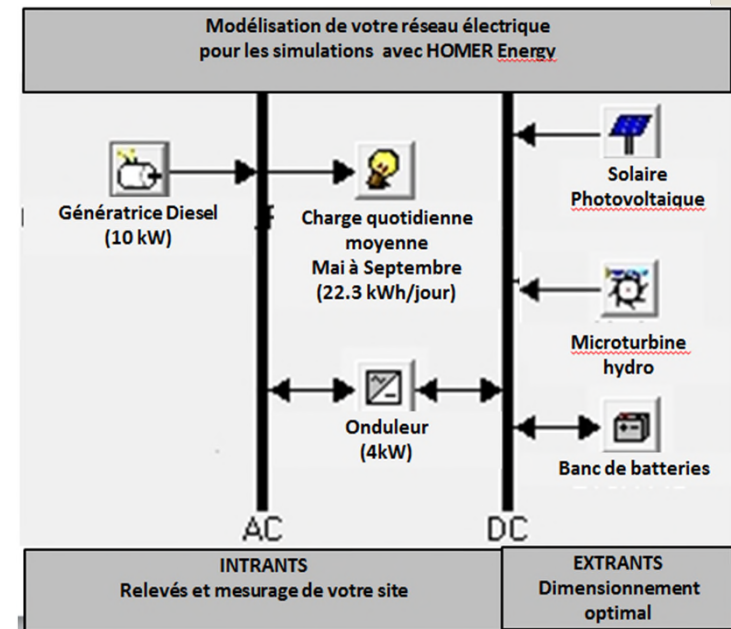 Modélisation de votre réseau électrique
pour les simulations avec HOMER Energy
Génératrice Diesel
(10 kW)
Charge quotidienne
moyenne
Mai à Septembre
(22.3 kWh/jour)
Solaire
Photovoltaique
Microturbine
hydro
Onduleur
(4kW)
Banc de batteries
AC
DC
INTRANTS
Relevés et mesurage de votre site
EXTRANTS
Dimensionnement
optimal